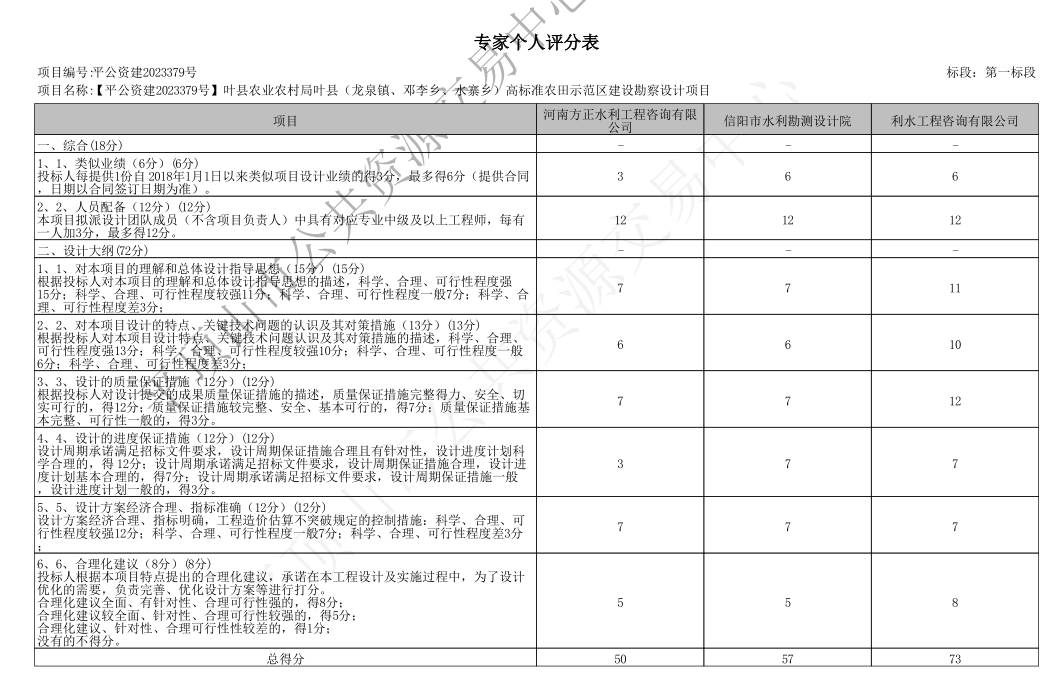 专家个人评分表
项目编号:平公资建2023379号
标段：第一标段
项目名称:【平公资建2023379号】叶县农业农村局叶县（龙泉镇、邓李乡、水寨乡）高标准农田示范区建设勘察设计项目
项目
河南方正水利工程咨询有限
公司
信阳市水利勘测设计院
利水工程咨询有限公司
一、综合(18分)
-
-
-
1、1、类似业绩（6分）(6分)
投标人每提供1份自 2018年1月1日以来类似项目设计业绩的得3分；最多得6分（提供合同
，日期以合同签订日期为准）。
3
6
6
2、2、人员配备（12分）(12分)
本项目拟派设计团队成员（不含项目负责人）中具有对应专业中级及以上工程师，每有
一人加3分，最多得12分。
12
12
12
二、设计大纲(72分)
-
-
-
1、1、对本项目的理解和总体设计指导思想（15分）(15分)
根据投标人对本项目的理解和总体设计指导思想的描述，科学、合理、可行性程度强
15分；科学、合理、可行性程度较强11分；科学、合理、可行性程度一般7分；科学、合
理、可行性程度差3分；
7
7
11
2、2、对本项目设计的特点、关键技术问题的认识及其对策措施（13分）(13分)
根据投标人对本项目设计特点、关键技术问题认识及其对策措施的描述，科学、合理、
可行性程度强13分；科学、合理、可行性程度较强10分；科学、合理、可行性程度一般
6分；科学、合理、可行性程度差3分；
6
6
10
3、3、设计的质量保证措施（12分）(12分)
根据投标人对设计提交的成果质量保证措施的描述，质量保证措施完整得力、安全、切
实可行的，得12分；质量保证措施较完整、安全、基本可行的，得7分；质量保证措施基
本完整、可行性一般的，得3分。
7
7
12
4、4、设计的进度保证措施（12分）(12分)
设计周期承诺满足招标文件要求，设计周期保证措施合理且有针对性，设计进度计划科
学合理的，得 12分；设计周期承诺满足招标文件要求，设计周期保证措施合理，设计进
度计划基本合理的，得7分；设计周期承诺满足招标文件要求，设计周期保证措施一般
，设计进度计划一般的，得3分。
3
7
7
5、5、设计方案经济合理、指标准确（12分）(12分)
设计方案经济合理、指标明确，工程造价估算不突破规定的控制措施：科学、合理、可
行性程度较强12分；科学、合理、可行性程度一般7分；科学、合理、可行性程度差3分
；
7
7
7
6、6、合理化建议（8分）(8分)
投标人根据本项目特点提出的合理化建议，承诺在本工程设计及实施过程中，为了设计
优化的需要，负责完善、优化设计方案等进行打分。
合理化建议全面、有针对性、合理可行性强的，得8分；
合理化建议较全面、针对性、合理可行性较强的，得5分；
合理化建议、针对性、合理可行性性较差的，得1分；
没有的不得分。
5
5
8
总得分
50
57
73
平顶山市公共资源交易中心
平顶山市公共资源交易中心